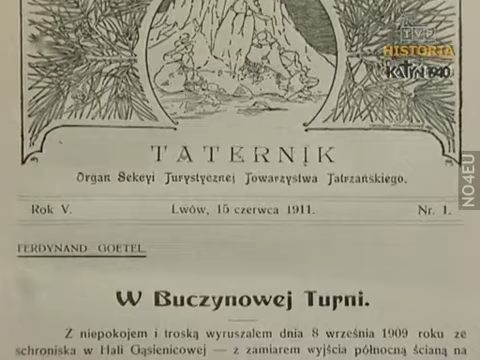 TVP
HISTORIA
KATYŃ 1940
TATERNIK
Organ Sekcyi Turystycznej Towarzystwa Tatrzańskiego.
Rok V. Lwów, 15 czerwca 1911. Nr. 1.
FERDYNAND GOETEL.
W Buczynowej Turni.
Z niepokojem i troską wyruszałem dnia 8 września 1909 roku ze
schroniska w Hali Gąsienicowej — z zamiarem wyjścia północną ścianą na
NO4EU